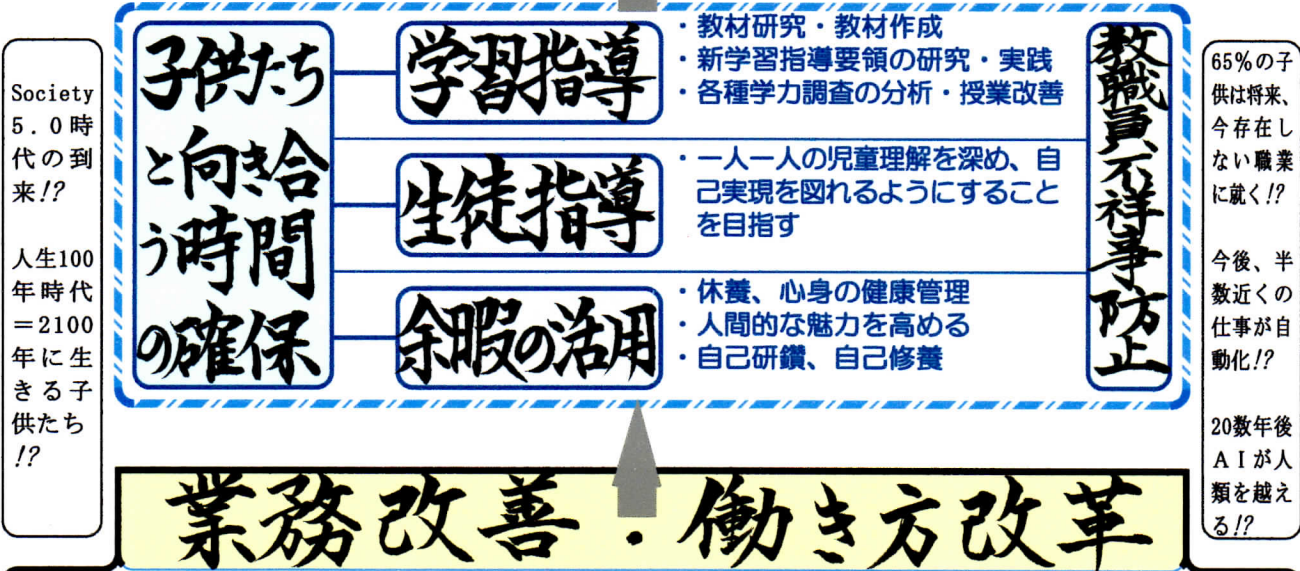 Society
5.0時
代の到
来!?
人生100
年時代
＝2100
年に生
きる子
供たち
!?
子供たち
と向き合
う時間
の確保
学習指導
・教材研究・教材作成
・新学習指導要領の研究・実践
・各種学力調査の分析・授業改善
生徒指導
・一人一人の児童理解を深め、自
己実現を図れるようにすること
を目指す
余暇の活用
・休養、心身の健康管理
・人間的な魅力を高める
・自己研鑽、自己修養
教職員不祥事防止
65%の子
供は将来、
今存在し
ない職業
に就く!?
今後、半
数近くの
仕事が自
動化!?
20数年後
ＡＩが人
類を越え
る!?
業務改善・働き方改革